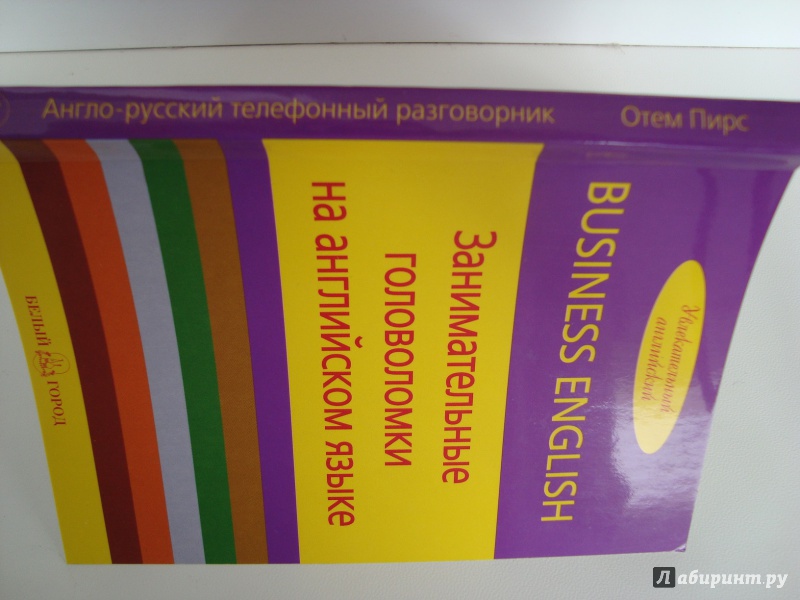 Англо-русский телефонный разговорник Отем Пирс
Увлекательный
английский
BUSINESS ENGLISH
Занимательные
головоломки
на английском языке
БЕЛЫЙ ГОРОД
Лабиринт.ру